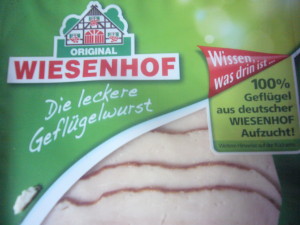 ORIGINAL
WIESENHOF
Die leckere
Geflügelwurst
Wissen,
was drin ist
100%
Geflügel
aus deutscher
WIESENHOF
Aufzucht!